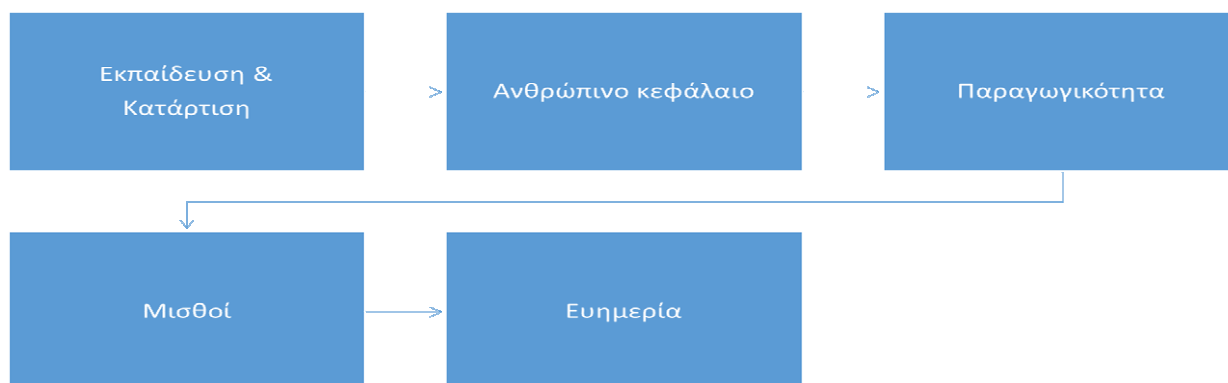 Εκπαίδευση &
Κατάρτιση
Ανθρώπινο κεφάλαιο
Παραγωγικότητα
Μισθοί
Ευημερία